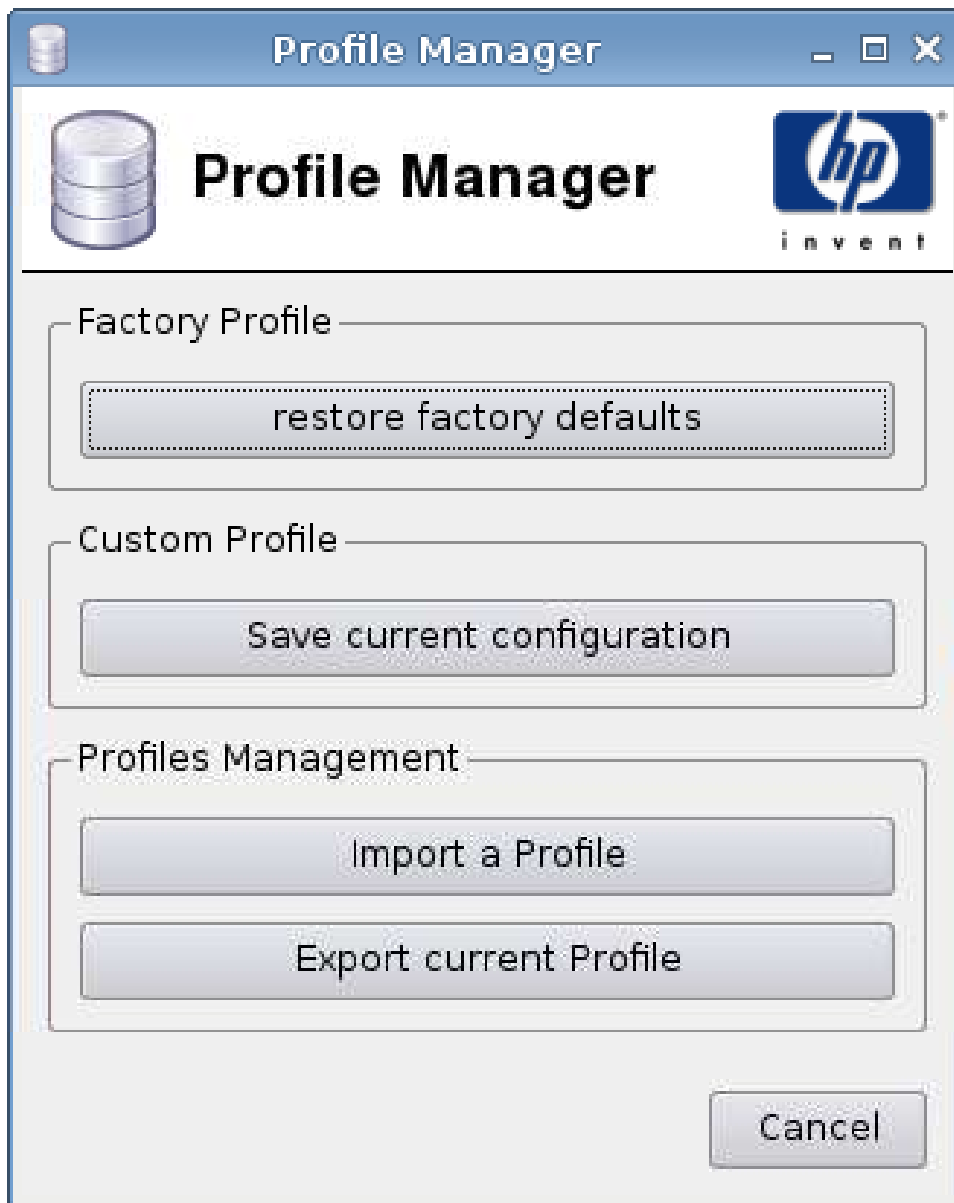 Profile Manager
Profile Manager
hp
invent
Factory Profile
restore factory defaults
Custom Profile
Save current configuration
Profiles Management
Import a Profile
Export current Profile
Cancel